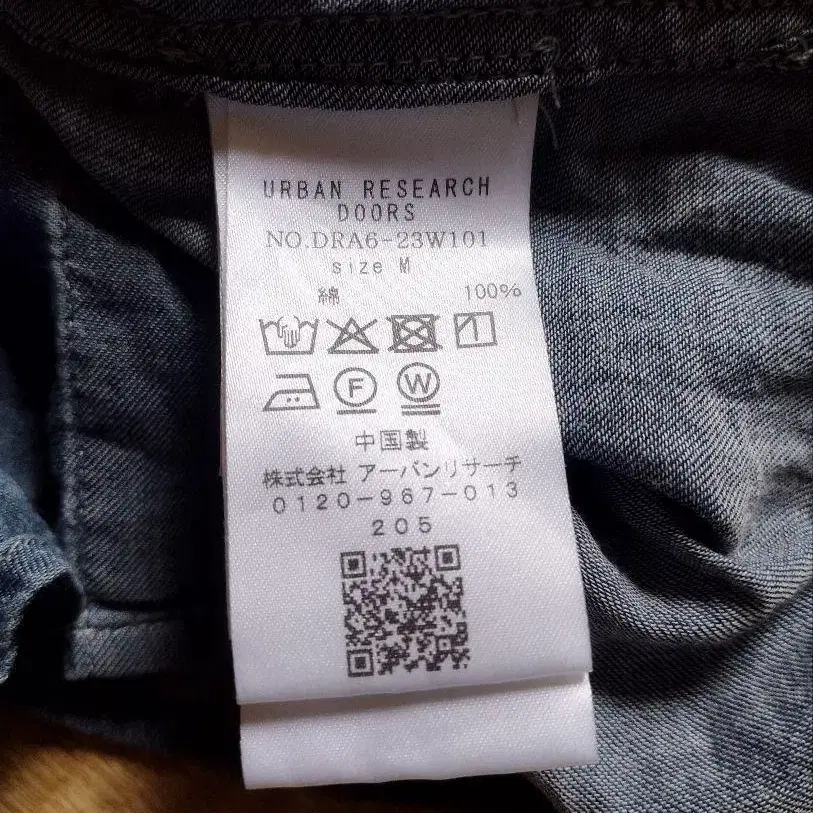 URBAN RESEARCH
DOORS
NO.DRA6-23W101
size M
綿 100%
F W
中国製
株式会社 アーバンリサーチ
0120-967-013
205